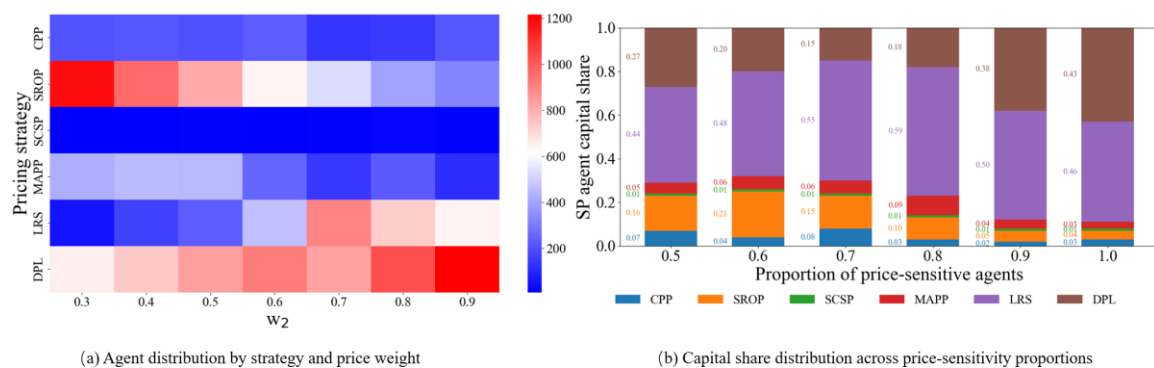 Pricing strategy
CPP
SROP
SCSP
MAPP
LRS
DPL
0.3 0.4 0.5 0.6 0.7 0.8 0.9
w2
1200
1000
800
600
400
200
(a) Agent distribution by strategy and price weight
SP agent capital share
1.0
0.8
0.6
0.4
0.2
0.0
0.27 0.20 0.15 0.18 0.38 0.43
0.44 0.48 0.55 0.59 0.50 0.46
0.05 0.06 0.06 0.09 0.04 0.03
0.01 0.01 0.01 0.01 0.01 0.01
0.16 0.21 0.15 0.10 0.05 0.04
0.07 0.04 0.08 0.03 0.02 0.03
0.5 0.6 0.7 0.8 0.9 1.0
Proportion of price-sensitive agents
CPP SROP SCSP MAPP LRS DPL
(b) Capital share distribution across price-sensitivity proportions